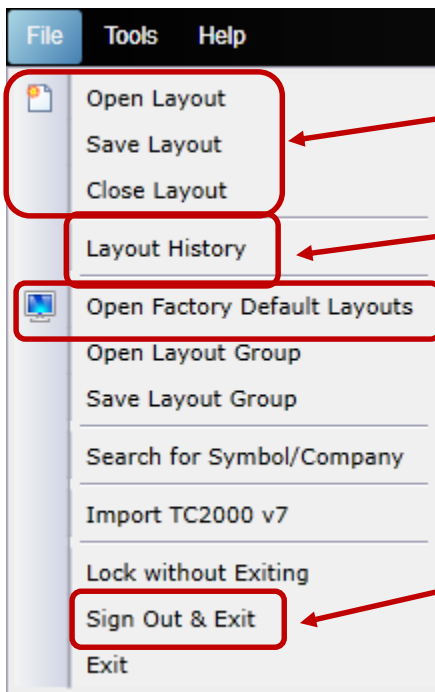 File Tools Help
Open Layout
Save Layout
Close Layout
Layout History
Open Factory Default Layouts
Open Layout Group
Save Layout Group
Search for Symbol/Company
Import TC2000 v7
Lock without Exiting
Sign Out & Exit
Exit